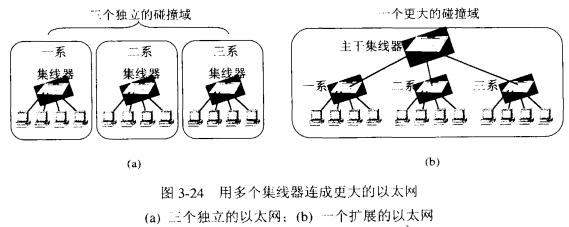 三个独立的碰撞域
一个更大的碰撞域
一系
二系
三系
集线器
集线器
集线器
主干集线器
一系
二系
三系
(a)
(b)
图 3-24 用多个集线器连成更大的以太网
(a) 三个独立的以太网；(b) 一个扩展的以太网